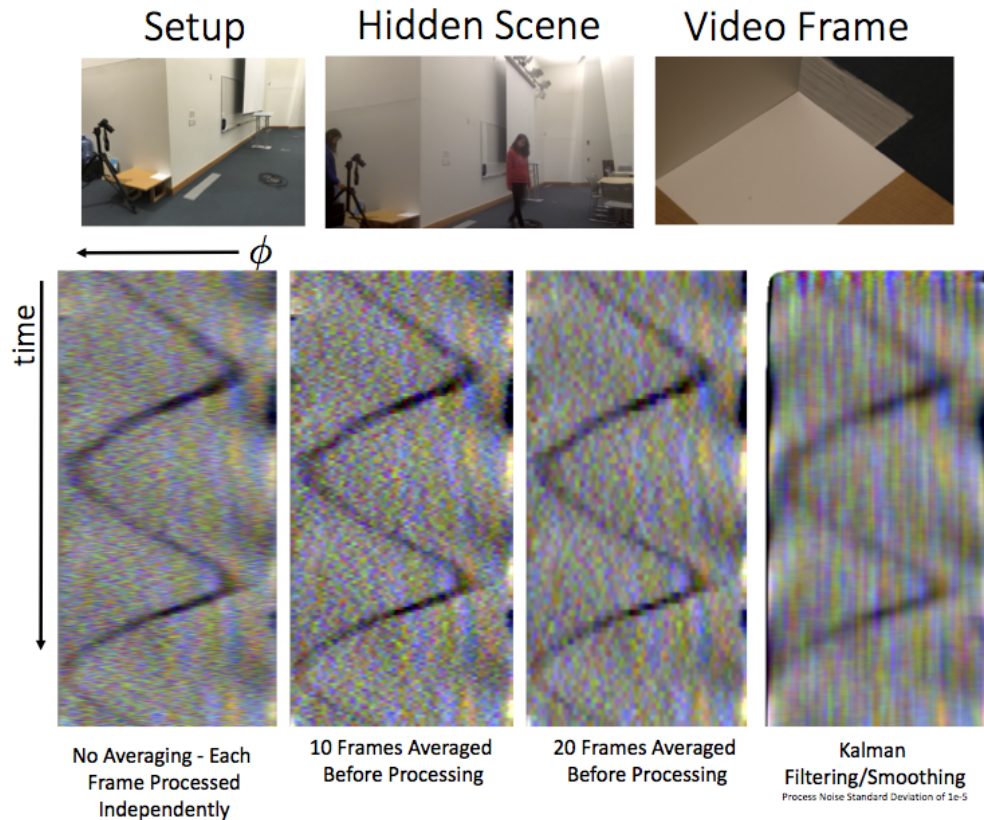 Setup
Hidden Scene
Video Frame
ϕ
time
No Averaging - Each
Frame Processed
Independently
10 Frames Averaged
Before Processing
20 Frames Averaged
Before Processing
Kalman
Filtering/Smoothing
Process Noise Standard Deviation of 1e-5